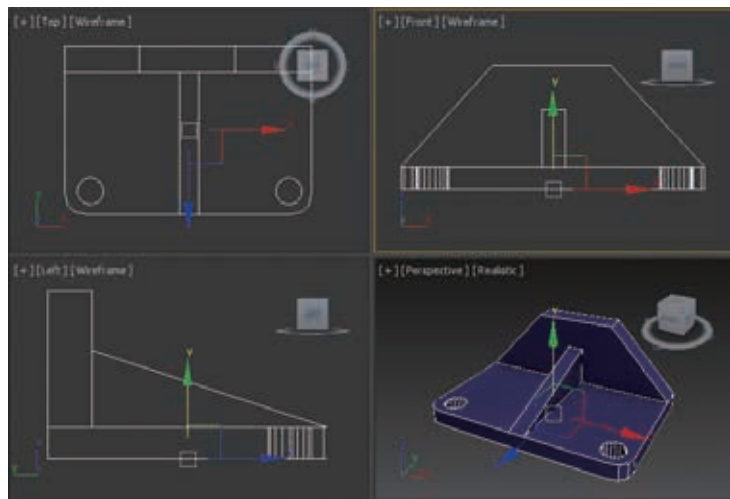 [+][Top][Wireframe]
[+][Front][Wireframe]
[+][Left][Wireframe]
[+][Perspective][Realistic]